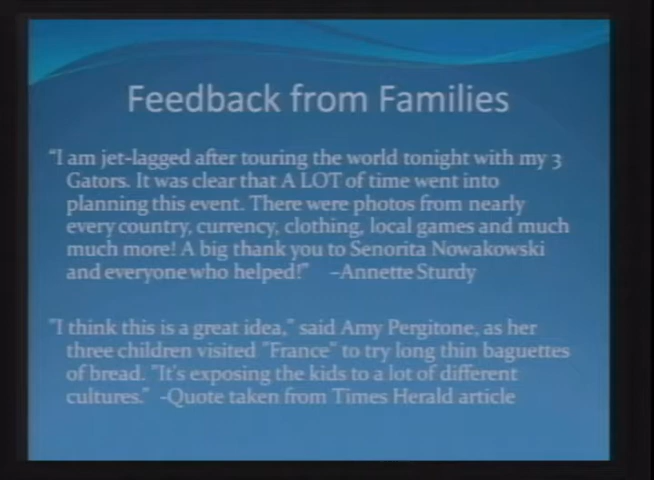 Feedback from Families
“I am jet-lagged after touring the world tonight with my 3
Gators. It was clear that A LOT of time went into
planning this event. There were photos from nearly
every country, currency, clothing, local games and much
much more! A big thank you to Senorita Nowakowski
and everyone who helped!” –Annette Sturdy
"I think this is a great idea," said Amy Pergitone, as her
three children visited "France" to try long thin baguettes
of bread. "It's exposing the kids to a lot of different
cultures." -Quote taken from Times Herald article